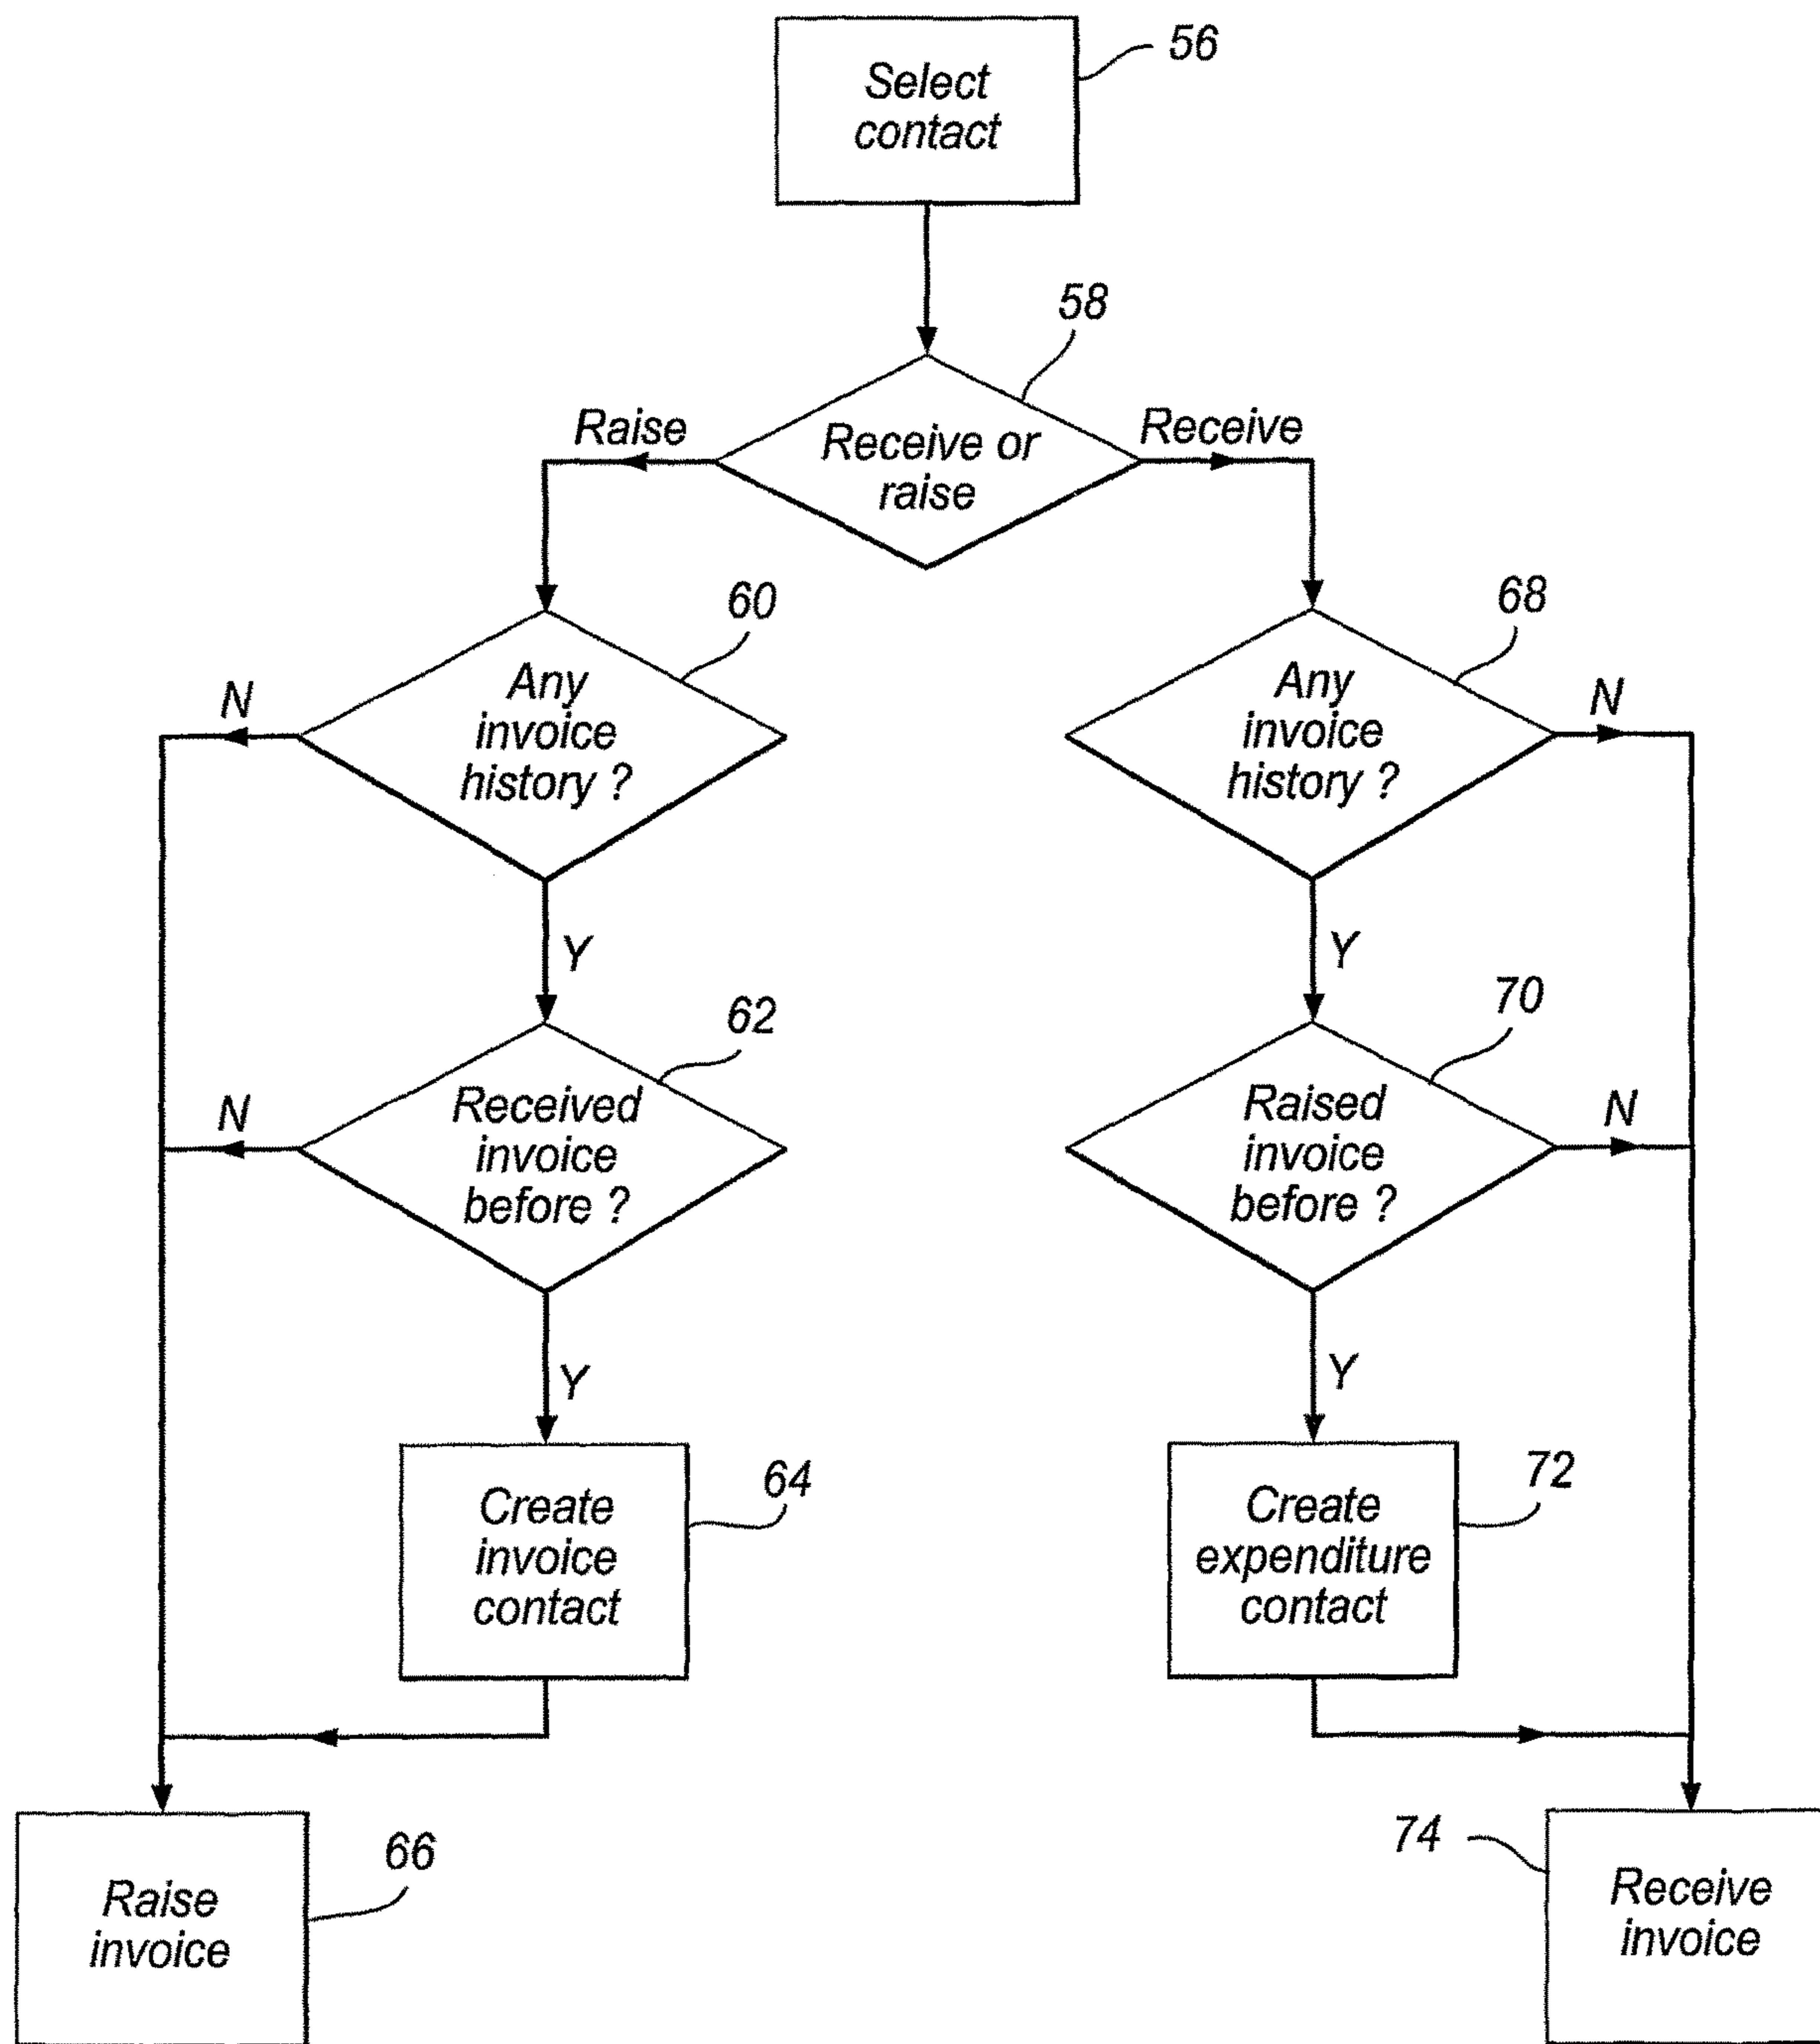 Select
contact
56
58
Raise
Receive or
raise
Receive
60
Any
invoice
history ?
N
Y
68
Any
invoice
history ?
N
Y
62
Received
invoice
before ?
N
Y
70
Raised
invoice
before ?
N
Y
Create
invoice
contact
64
Create
expenditure
contact
72
Raise
invoice
66
74
Receive
invoice